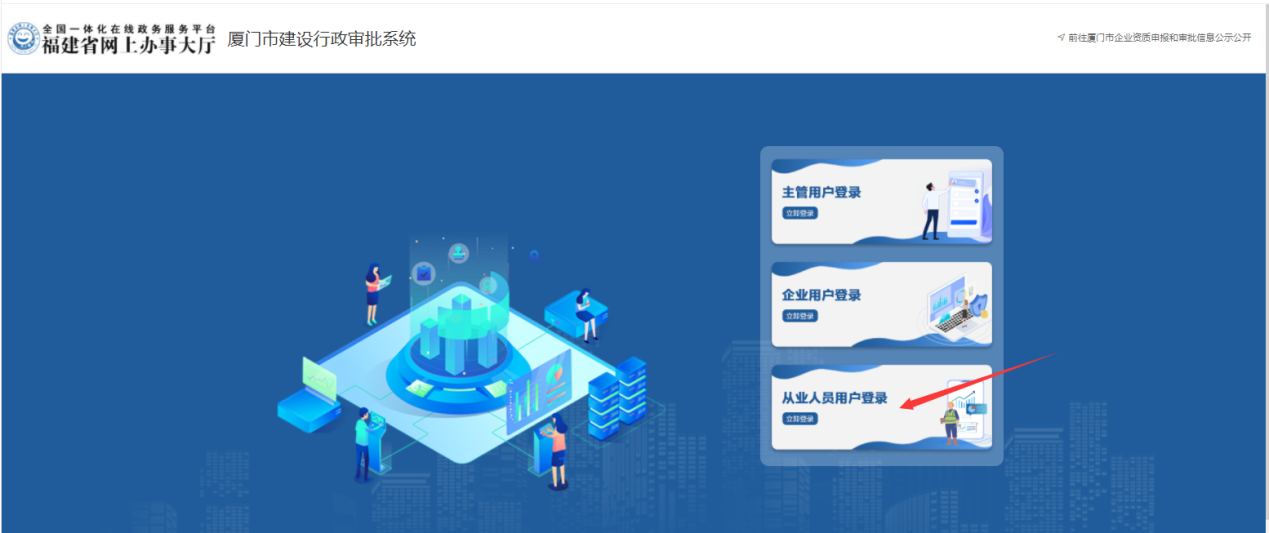 全国一体化在线政务服务平台
福建省网上办事大厅
厦门市建设行政审批系统
前往厦门市企业资质申报和审批信息公示公开
主管用户登录
立即登录
企业用户登录
立即登录
从业人员用户登录
立即登录